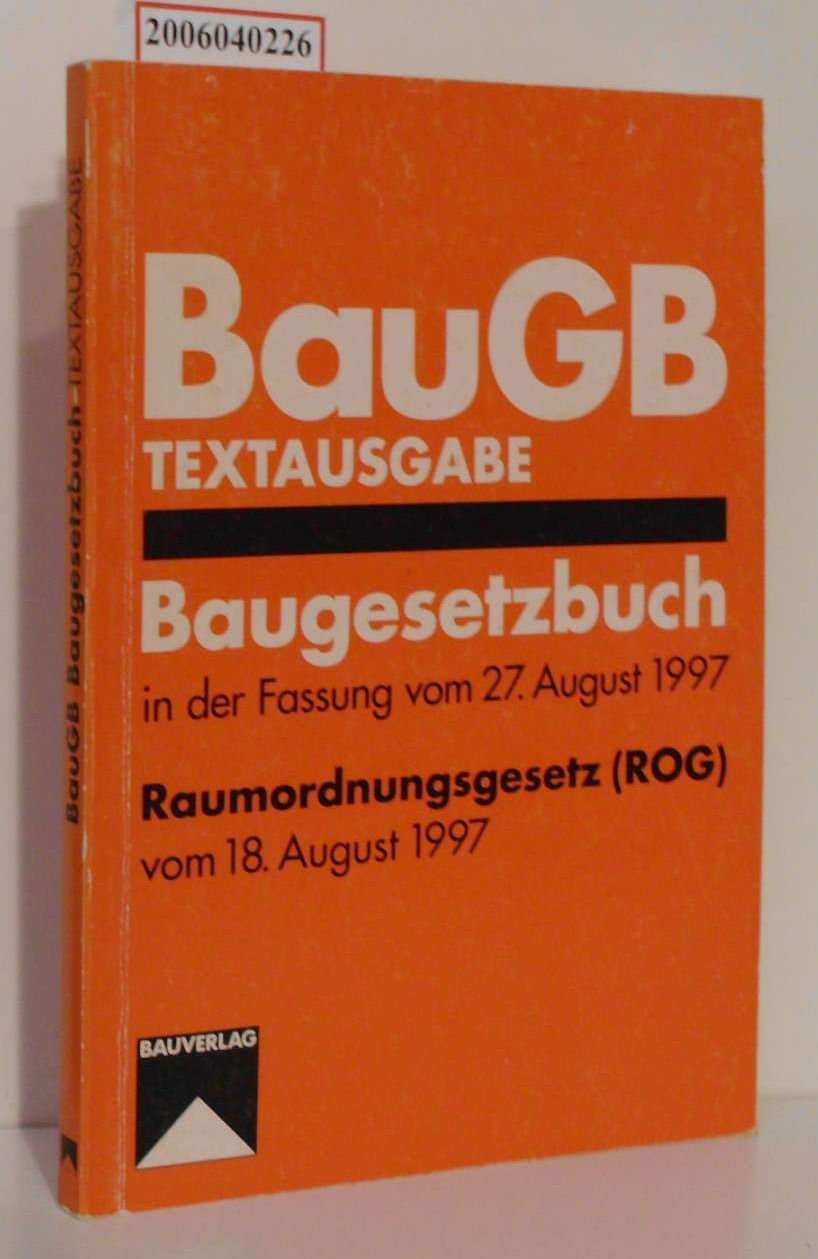 2006040226
BauGB
TEXTAUSGABE
Baugesetzbuch
in der Fassung vom 27. August 1997
Raumordnungsgesetz (ROG)
vom 18. August 1997
BAUVERLAG
BauGB Baugesetzbuch-TEXTAUSGABE